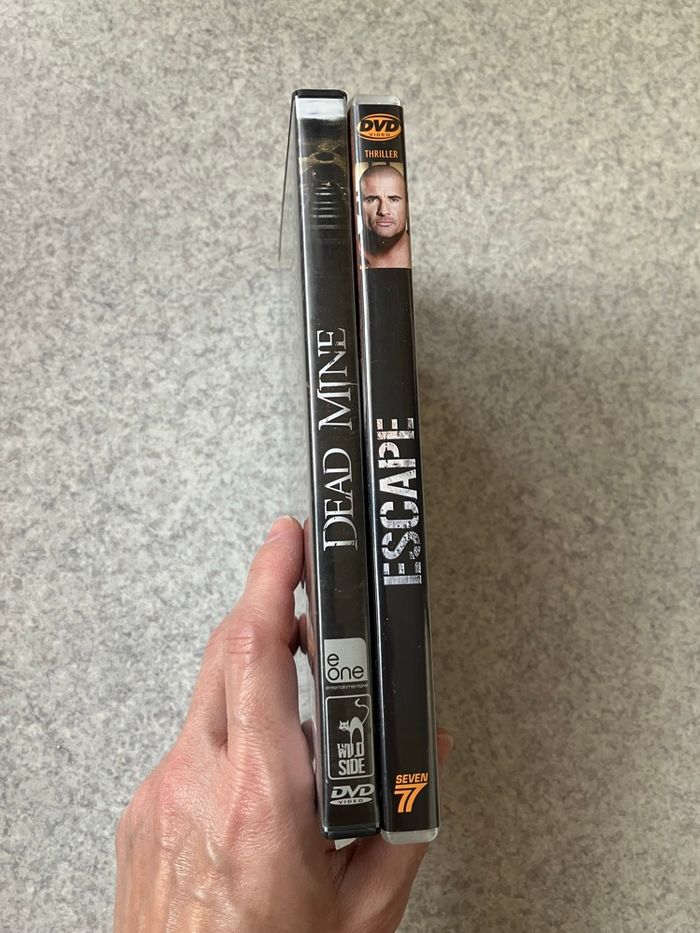 DEAD MINE
e
one
entertainment
WILD
SIDE
DVD
VIDEO
DVD
VIDEO
THRILLER
ESCAPE
SEVEN
7